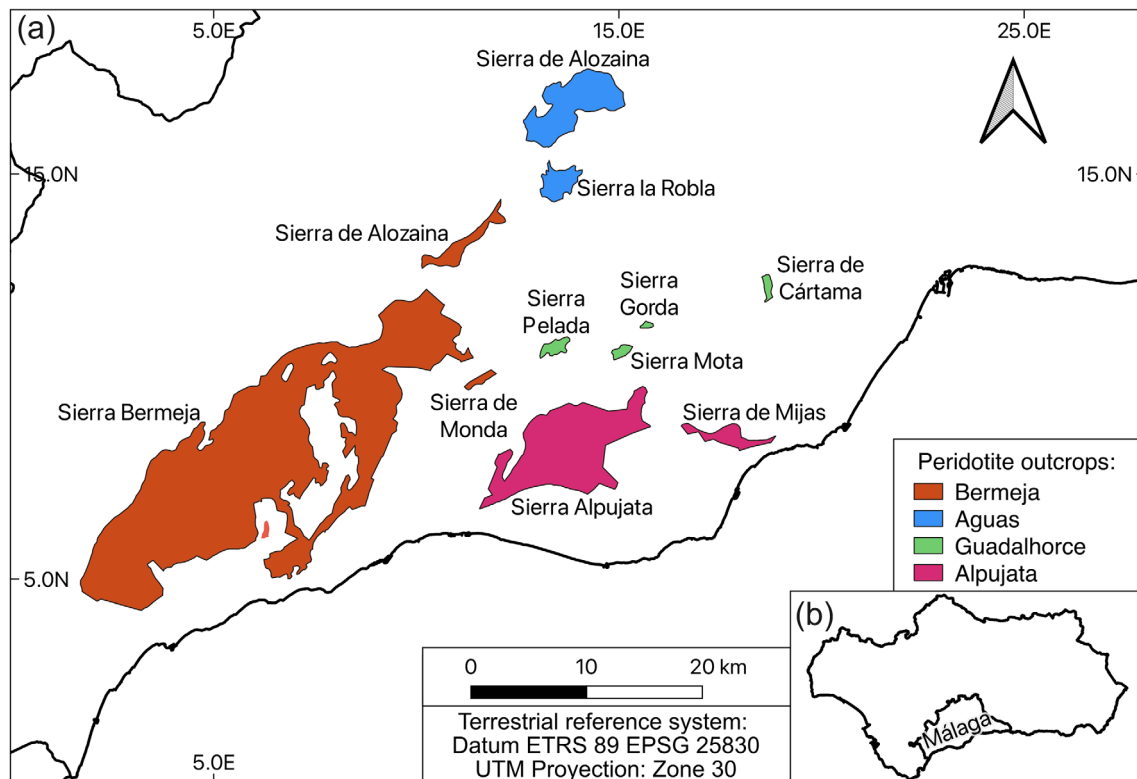 (a)
5.0E
15.0E
25.0E
Sierra de Alozaina
15.0N
15.0N
Sierra la Robla
Sierra de Alozaina
Sierra de
Cártama
Sierra
Pelada
Sierra
Gorda
Sierra Mota
Sierra Bermeja
Sierra de
Monda
Sierra de Mijas
Sierra Alpujata
Peridotite outcrops:
Bermeja
Aguas
Guadalhorce
Alpujata
5.0N
(b)
Málaga
0 10 20 km
Terrestrial reference system:
Datum ETRS 89 EPSG 25830
UTM Proyection: Zone 30
5.0E